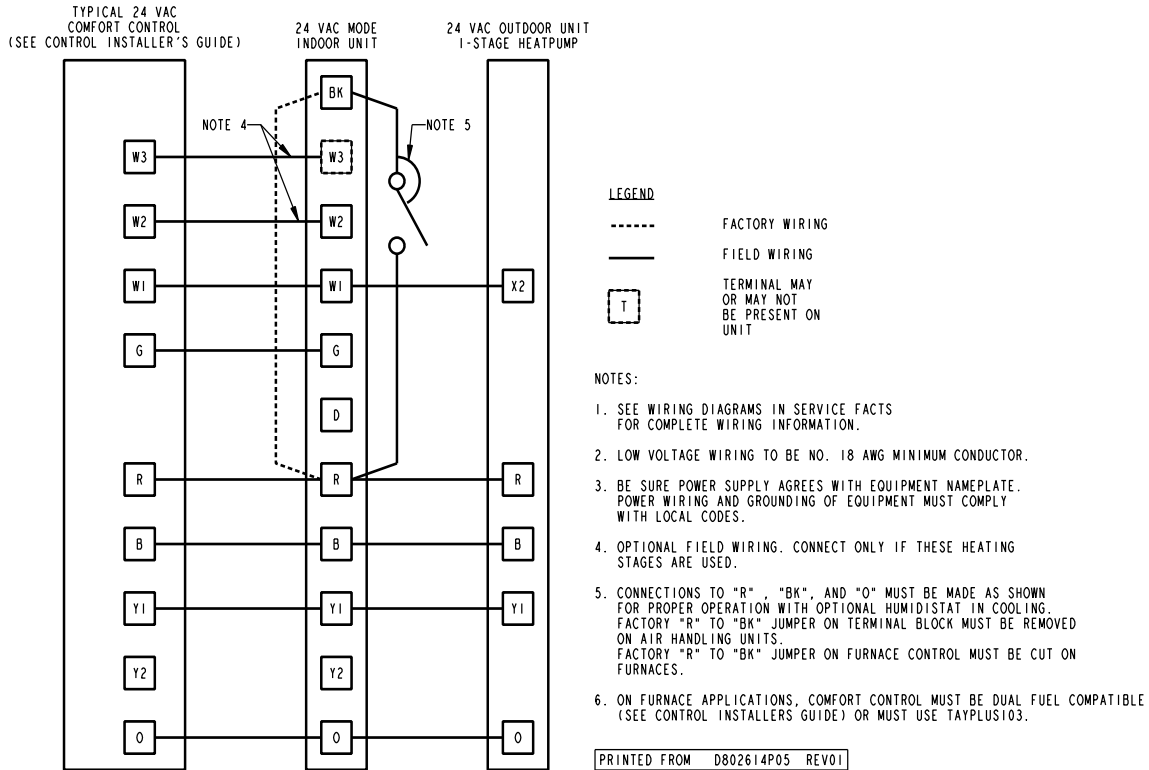 TYPICAL 24 VAC
COMFORT CONTROL
(SEE CONTROL INSTALLER'S GUIDE)
24 VAC MODE
INDOOR UNIT
24 VAC OUTDOOR UNIT
1-STAGE HEATPUMP
BK
NOTE 4
NOTE 5
W3
W3
W2
W2
W1
W1
X2
G
G
D
R
R
R
B
B
B
Y1
Y1
Y1
Y2
Y2
O
O
O
LEGEND
FACTORY WIRING
FIELD WIRING
T
TERMINAL MAY
OR MAY NOT
BE PRESENT ON
UNIT
NOTES:
1. SEE WIRING DIAGRAMS IN SERVICE FACTS
FOR COMPLETE WIRING INFORMATION.
2. LOW VOLTAGE WIRING TO BE NO. 18 AWG MINIMUM CONDUCTOR.
3. BE SURE POWER SUPPLY AGREES WITH EQUIPMENT NAMEPLATE.
POWER WIRING AND GROUNDING OF EQUIPMENT MUST COMPLY
WITH LOCAL CODES.
4. OPTIONAL FIELD WIRING. CONNECT ONLY IF THESE HEATING
STAGES ARE USED.
5. CONNECTIONS TO "R" , "BK", AND "O" MUST BE MADE AS SHOWN
FOR PROPER OPERATION WITH OPTIONAL HUMIDISTAT IN COOLING.
FACTORY "R" TO "BK" JUMPER ON TERMINAL BLOCK MUST BE REMOVED
ON AIR HANDLING UNITS.
FACTORY "R" TO "BK" JUMPER ON FURNACE CONTROL MUST BE CUT ON
FURNACES.
6. ON FURNACE APPLICATIONS, COMFORT CONTROL MUST BE DUAL FUEL COMPATIBLE
(SEE CONTROL INSTALLERS GUIDE) OR MUST USE TAYPLUS103.
PRINTED FROM D802614P05 REV01